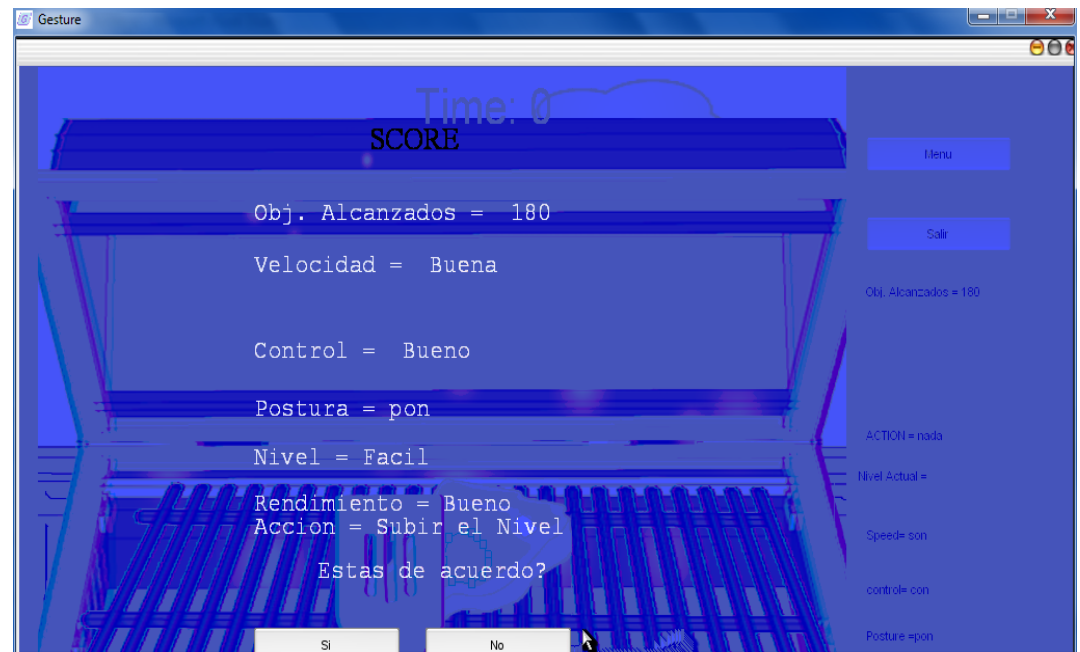 Gesture
Time: 0
SCORE
Obj. Alcanzados = 180
Velocidad = Buena
Control = Bueno
Postura = pon
Nivel = Facil
Rendimiento = Bueno
Accion = Subir el Nivel
Estas de acuerdo?
Si
No
Menu
Salir
Obj. Alcanzados = 180
ACTION = nada
Nivel Actual =
Speed= son
control= con
Posture =pon